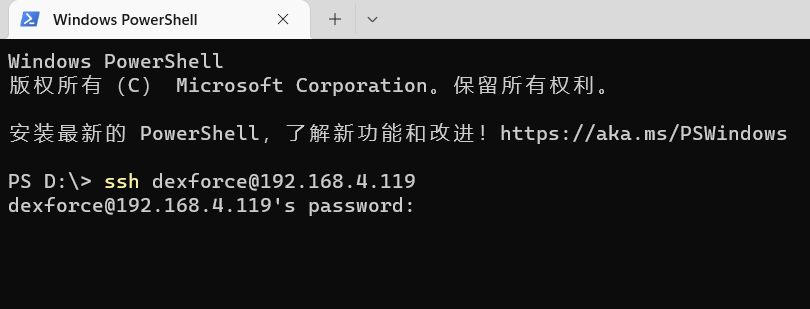 Windows PowerShell
Windows PowerShell
版权所有 (C) Microsoft Corporation。保留所有权利。
安装最新的 PowerShell，了解新功能和改进！https://aka.ms/PSWindows
PS D:\> ssh dexforce@192.168.4.119
dexforce@192.168.4.119's password: